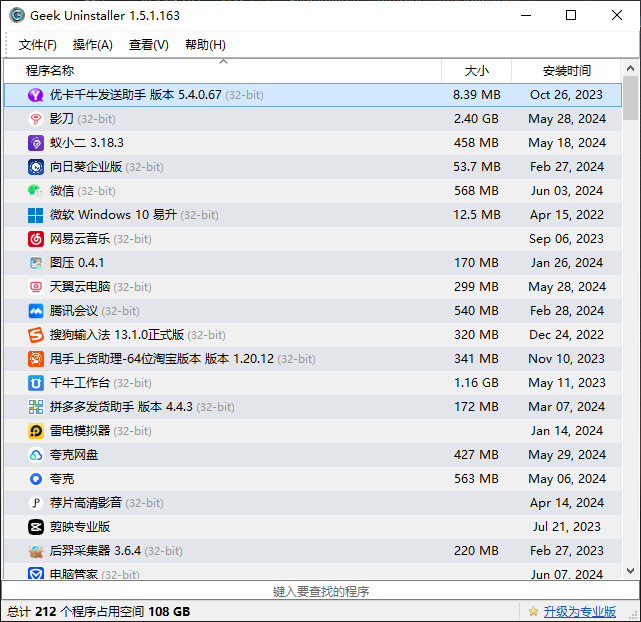 Geek Uninstaller 1.5.1.163
文件(F) 操作(A) 查看(V) 帮助(H)
程序名称 大小 安装时间
优卡千牛发送助手 版本 5.4.0.67 (32-bit) 8.39 MB Oct 26, 2023
影刀 (32-bit) 2.40 GB May 28, 2024
蚁小二 3.18.3 458 MB May 18, 2024
向日葵企业版 (32-bit) 53.7 MB Feb 27, 2024
微信 (32-bit) 568 MB Jun 03, 2024
微软 Windows 10 易升 (32-bit) 12.5 MB Apr 15, 2022
网易云音乐 (32-bit) Sep 06, 2023
图压 0.4.1 170 MB Jan 26, 2024
天翼云电脑 (32-bit) 299 MB May 28, 2024
腾讯会议 (32-bit) 540 MB Feb 28, 2024
搜狗输入法 13.1.0正式版 (32-bit) 320 MB Dec 24, 2022
甩手上货助理-64位淘宝版本 版本 1.20.12 (32-bit) 341 MB Nov 10, 2023
千牛工作台 (32-bit) 1.16 GB May 11, 2023
拼多多发货助手 版本 4.4.3 (32-bit) 172 MB Mar 07, 2024
雷电模拟器 (32-bit) Jan 14, 2024
夸克网盘 427 MB May 29, 2024
夸克 563 MB May 06, 2024
荐片高清影音 (32-bit) Apr 14, 2024
剪映专业版 Jul 21, 2023
后羿采集器 3.6.4 (32-bit) 220 MB Feb 27, 2023
电脑管家 (32-bit) Jun 07, 2024
键入要查找的程序
总计 212 个程序占用空间 108 GB 升级为专业版